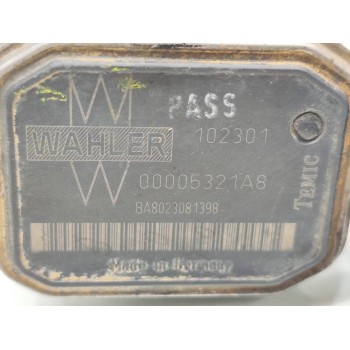 PASS
102301
WAHLER
00005321A8
BA8023081398
TEMIC
Made in Germany